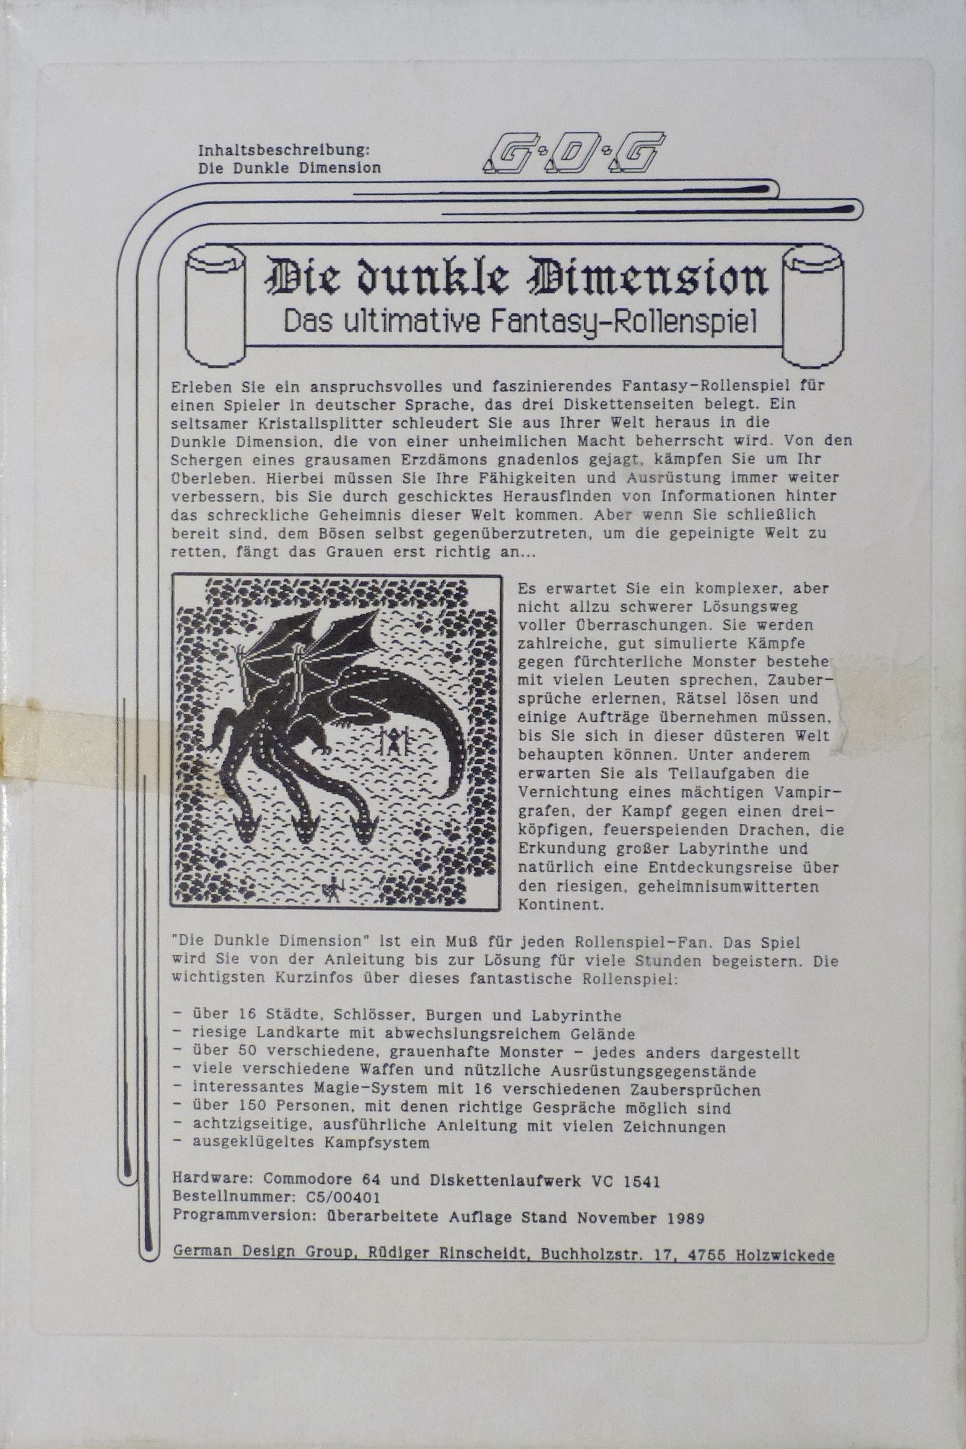 Inhaltsbeschreibung:
Die Dunkle Dimension
G·D·G
Die dunkle Dimension
Das ultimative Fantasy-Rollenspiel
Erleben Sie ein anspruchsvolles und faszinierendes Fantasy-Rollenspiel für
einen Spieler in deutscher Sprache, das drei Diskettenseiten belegt. Ein
seltsamer Kristallsplitter schleudert Sie aus Ihrer Welt heraus in die
Dunkle Dimension, die von einer unheimlichen Macht beherrscht wird. Von den
Schergen eines grausamen Erzdämons gnadenlos gejagt, kämpfen Sie um Ihr
Überleben. Hierbei müssen Sie Ihre Fähigkeiten und Ausrüstung immer weiter
verbessern, bis Sie durch geschicktes Herausfinden von Informationen hinter
das schreckliche Geheimnis dieser Welt kommen. Aber wenn Sie schließlich
bereit sind, dem Bösen selbst gegenüberzutreten, um die gepeinigte Welt zu
retten, fängt das Grauen erst richtig an...
Es erwartet Sie ein komplexer, aber
nicht allzu schwerer Lösungsweg
voller Überraschungen. Sie werden
zahlreiche, gut simulierte Kämpfe
gegen fürchterliche Monster bestehe
mit vielen Leuten sprechen, Zauber-
sprüche erlernen, Rätsel lösen und
einige Aufträge übernehmen müssen,
bis Sie sich in dieser düsteren Welt
behaupten können. Unter anderem
erwarten Sie als Teilaufgaben die
Vernichtung eines mächtigen Vampir-
grafen, der Kampf gegen einen drei-
köpfigen, feuerspeienden Drachen, die
Erkundung großer Labyrinthe und
natürlich eine Entdeckungsreise über
den riesigen, geheimnisumwitterten
Kontinent.
"Die Dunkle Dimension" ist ein Muß für jeden Rollenspiel-Fan. Das Spiel
wird Sie von der Anleitung bis zur Lösung für viele Stunden begeistern. Die
wichtigsten Kurzinfos über dieses fantastische Rollenspiel:
- über 16 Städte, Schlösser, Burgen und Labyrinthe
- riesige Landkarte mit abwechslungsreichem Gelände
- über 50 verschiedene, grauenhafte Monster - jedes anders dargestellt
- viele verschiedene Waffen und nützliche Ausrüstungsgegenstände
- interessantes Magie-System mit 16 verschiedenen Zaubersprüchen
- über 150 Personen, mit denen richtige Gespräche möglich sind
- achtzigseitige, ausführliche Anleitung mit vielen Zeichnungen
- ausgeklügeltes Kampfsystem
Hardware: Commodore 64 und Diskettenlaufwerk VC 1541
Bestellnummer: C5/00401
Programmversion: überarbeitete Auflage Stand November 1989
German Design Group, Rüdiger Rinscheidt, Buchholzstr. 17, 4755 Holzwickede